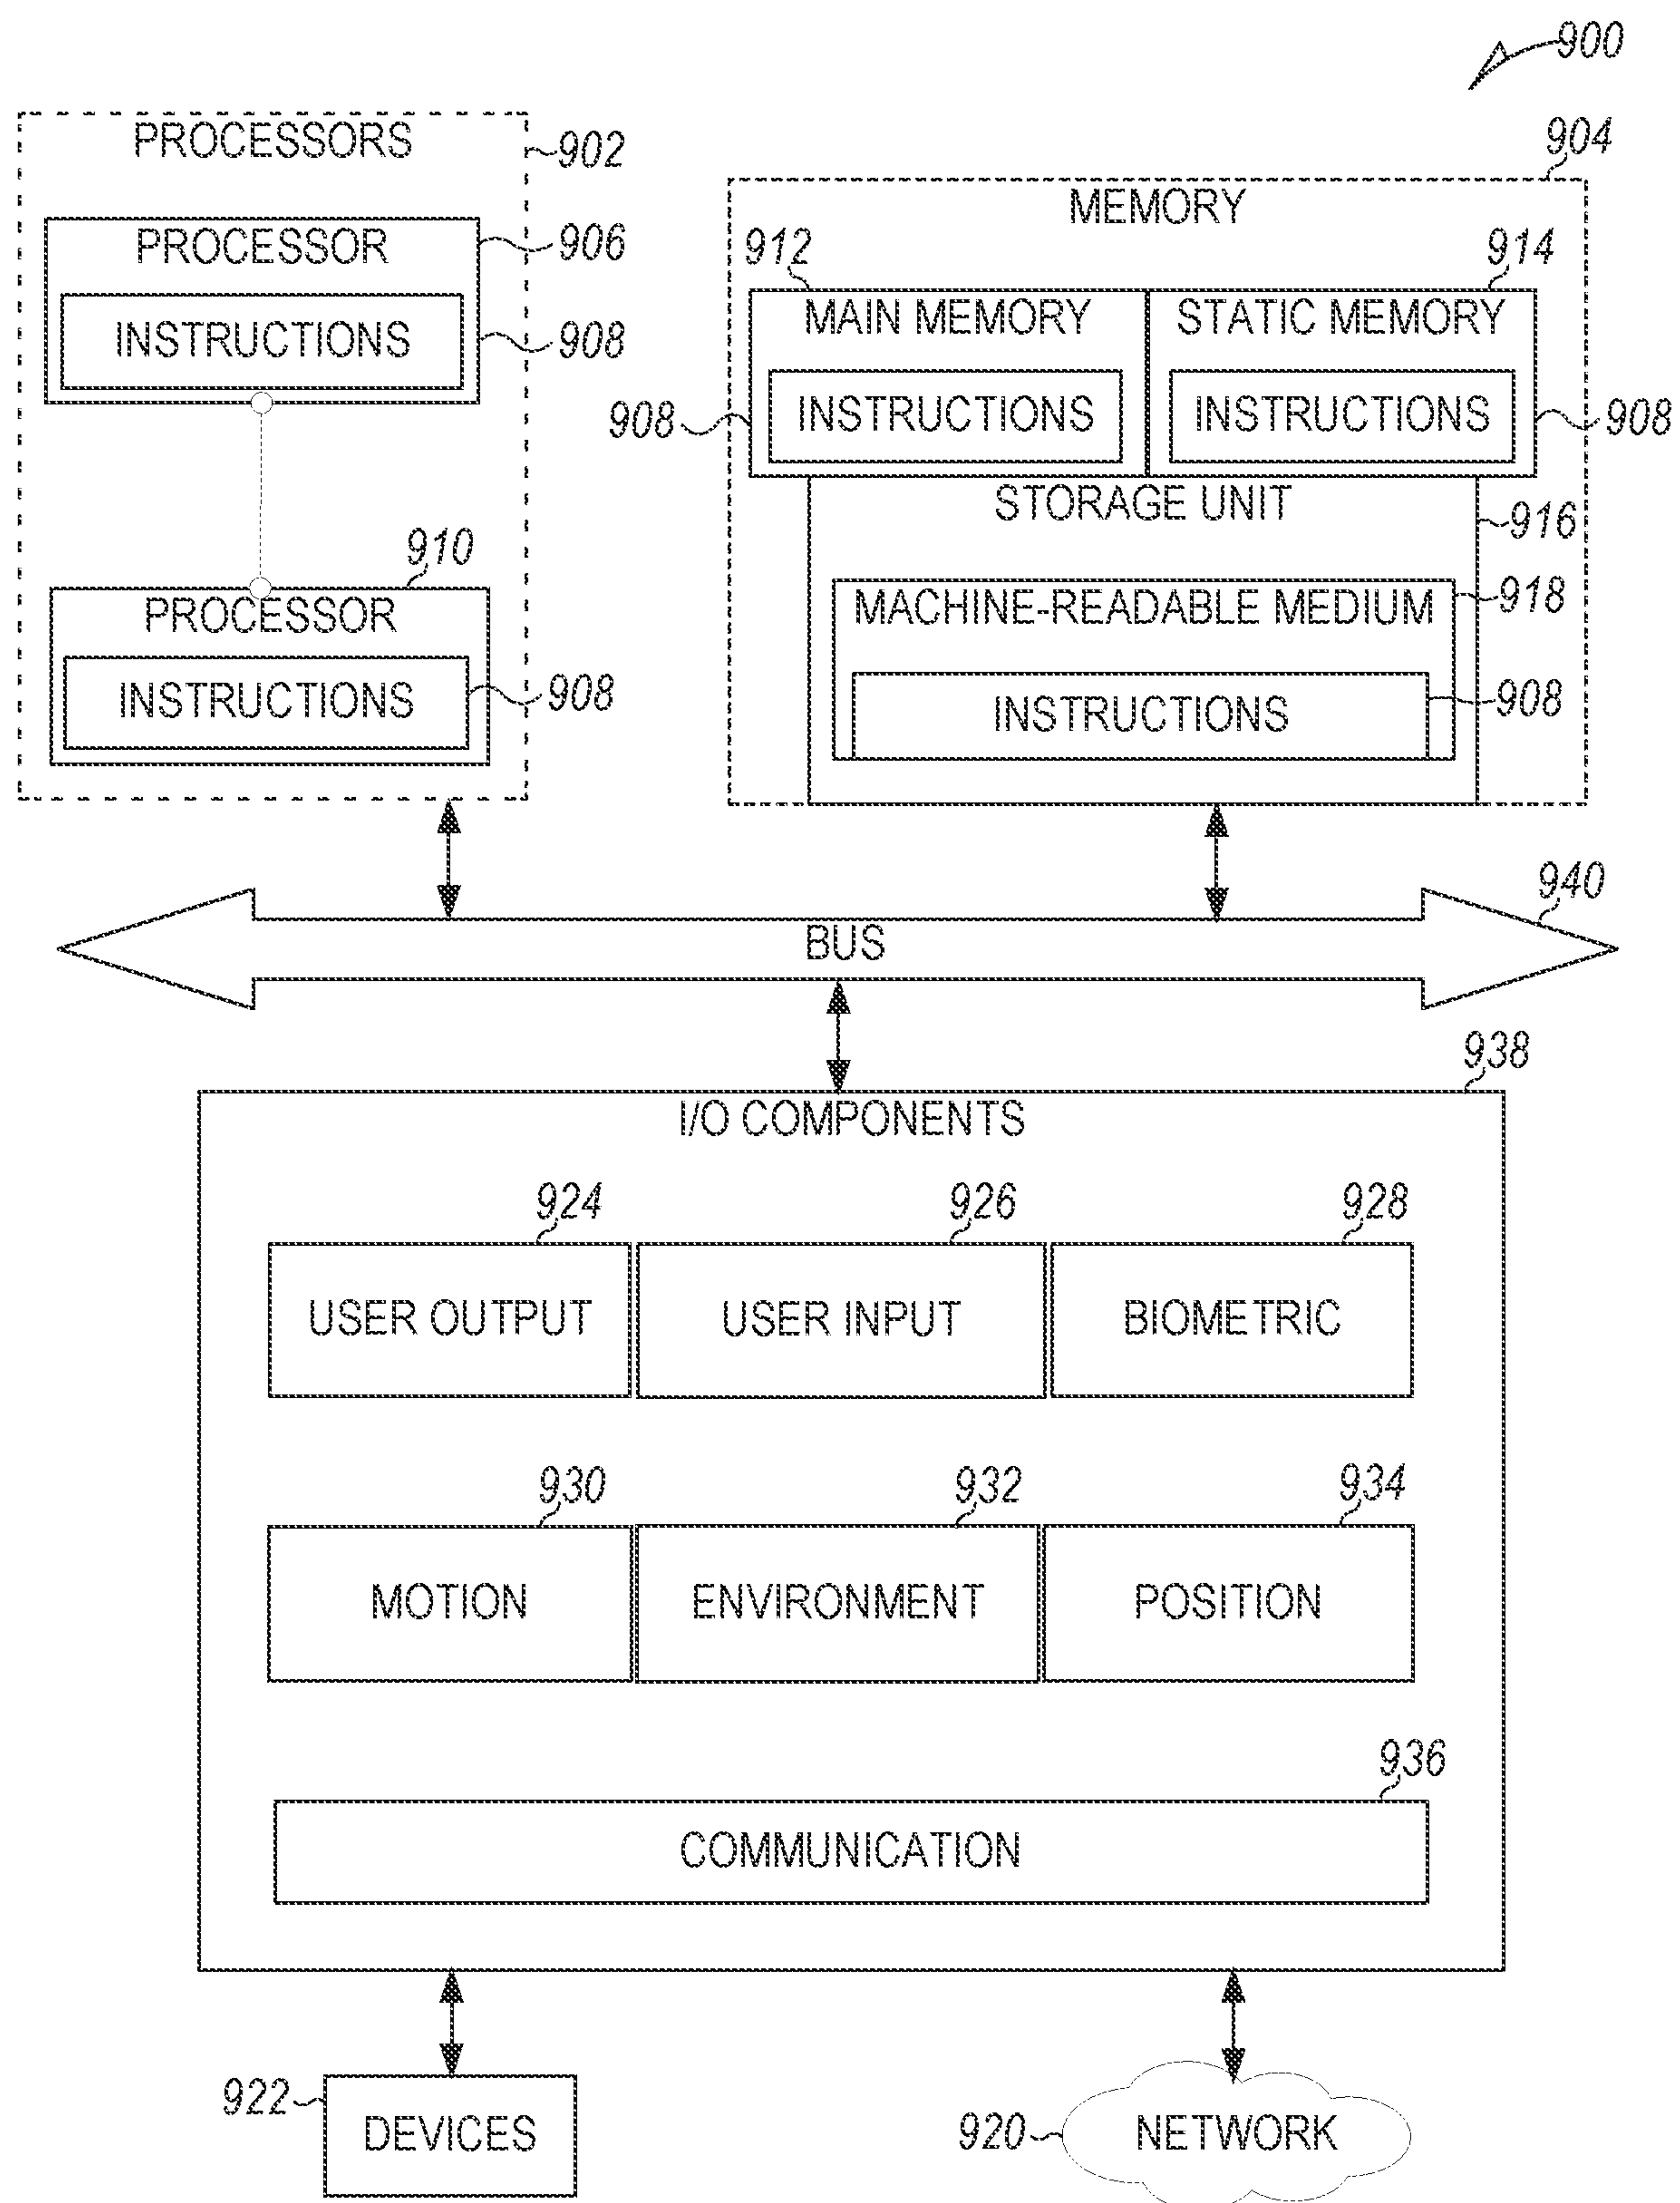 900
PROCESSORS
902
PROCESSOR
906
INSTRUCTIONS
908
910
PROCESSOR
INSTRUCTIONS
908
904
MEMORY
912
914
MAIN MEMORY
STATIC MEMORY
908
INSTRUCTIONS
INSTRUCTIONS
908
STORAGE UNIT
916
MACHINE-READABLE MEDIUM
918
INSTRUCTIONS
908
940
BUS
938
I/O COMPONENTS
924
926
928
USER OUTPUT
USER INPUT
BIOMETRIC
930
932
934
MOTION
ENVIRONMENT
POSITION
936
COMMUNICATION
922
DEVICES
920
NETWORK